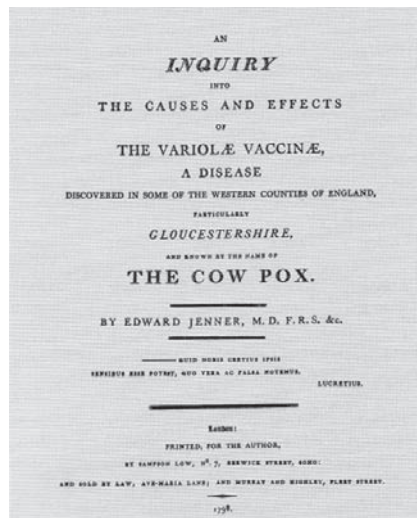 AN
INQUIRY
INTO
THE CAUSES AND EFFECTS
OF
THE VARIOLÆ VACCINÆ,
A DISEASE
DISCOVERED IN SOME OF THE WESTERN COUNTIES OF ENGLAND,
PARTICULARLY
GLOUCESTERSHIRE,
AND KNOWN BY THE NAME OF
THE COW POX.
BY EDWARD JENNER, M.D. F.R.S. &c.
QUID NOBIS CERTIUS IPSIS
SENSIBUS ESSE POTEST, QUO VERA AC FALSA NOTEMUS.
LUCRETIUS.
London:
PRINTED, FOR THE AUTHOR,
BY SAMPSON LOW, Nº. 7, BERWICK STREET, SOHO:
AND SOLD BY LAW, AVE-MARIA LANE; AND MURRAY AND HIGHLEY, FLEET STREET.
1798.